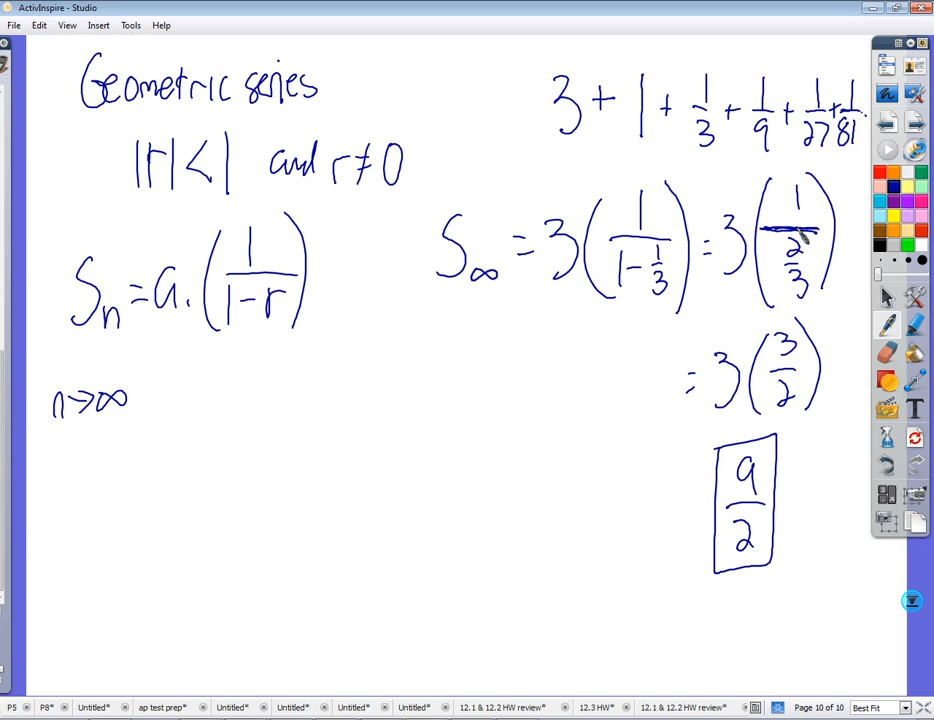 ActivInspire - Studio
File Edit View Insert Tools Help
Geometric series
|r| < | and r ≠ 0
S_n = a. (1/(1-r))
n→∞
3 + 1 + 1/3 + 1/9 + 1/27 + 1/81
S_∞ = 3(1/(1-1/3)) = 3(1/(2/3))
= 3(3/2)
9/2
P5 P8* Untitled* ap test prep* Untitled* Untitled* Untitled* Untitled* 12.1 & 12.2 HW review* 12.3 HW* 12.1 & 12.2 HW review* Page 10 of 10 Best Fit